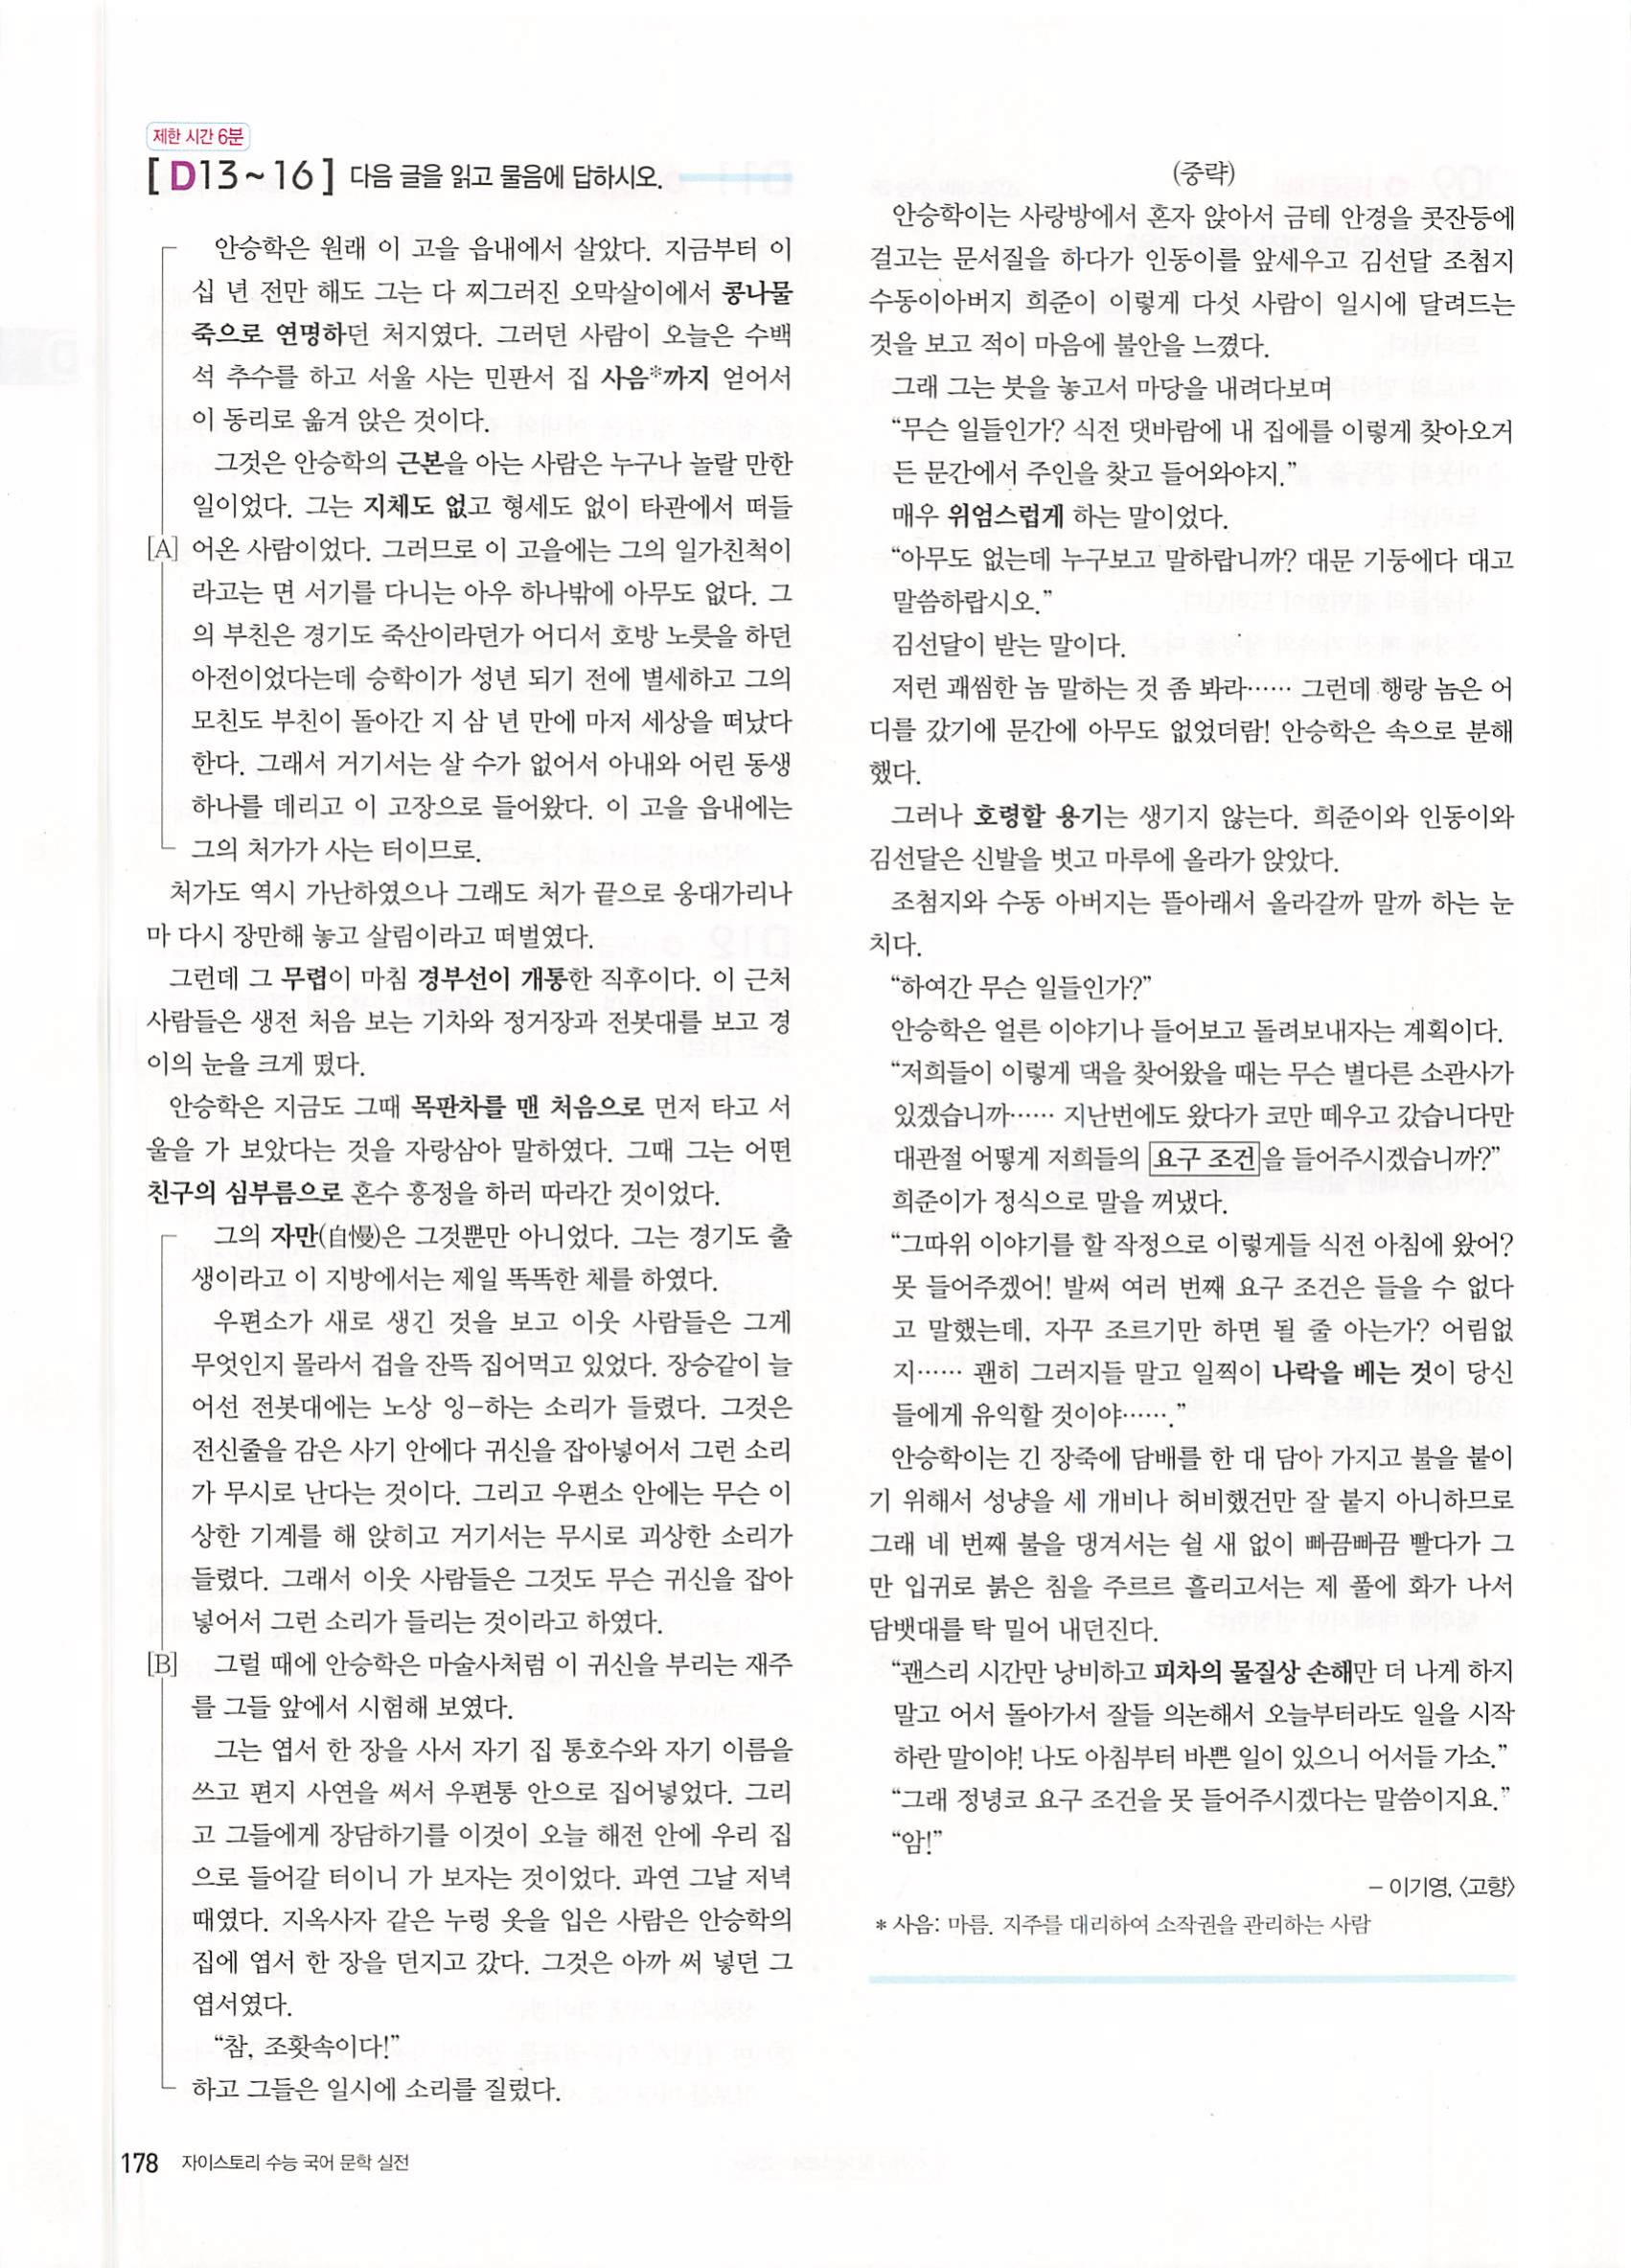 제한 시간 6분
[ D13~16 ] 다음 글을 읽고 물음에 답하시오.
안승학은 원래 이 고을 읍내에서 살았다. 지금부터 이
십 년 전만 해도 그는 다 찌그러진 오막살이에서 콩나물
죽으로 연명하던 처지였다. 그러던 사람이 오늘은 수백
석 추수를 하고 서울 사는 민판서 집 사음*까지 얻어서
이 동리로 옮겨 앉은 것이다.
그것은 안승학의 근본을 아는 사람은 누구나 놀랄 만한
일이었다. 그는 지체도 없고 형세도 없이 타관에서 떠들
[A] 어온 사람이었다. 그러므로 이 고을에는 그의 일가친척이
라고는 면 서기를 다니는 아우 하나밖에 아무도 없다. 그
의 부친은 경기도 죽산이라던가 어디서 호방 노릇을 하던
아전이었다는데 승학이가 성년 되기 전에 별세하고 그의
모친도 부친이 돌아간 지 삼 년 만에 마저 세상을 떠났다
한다. 그래서 거기서는 살 수가 없어서 아내와 어린 동생
하나를 데리고 이 고장으로 들어왔다. 이 고을 읍내에는
그의 처가가 사는 터이므로.
처가도 역시 가난하였으나 그래도 처가 끝으로 옹대가리나
마 다시 장만해 놓고 살림이라고 떠벌였다.
그런데 그 무렵이 마침 경부선이 개통한 직후이다. 이 근처
사람들은 생전 처음 보는 기차와 정거장과 전봇대를 보고 경
이의 눈을 크게 떴다.
안승학은 지금도 그때 목판차를 맨 처음으로 먼저 타고 서
울을 가 보았다는 것을 자랑삼아 말하였다. 그때 그는 어떤
친구의 심부름으로 혼수 흥정을 하러 따라간 것이었다.
그의 자만(自慢)은 그것뿐만 아니었다. 그는 경기도 출
생이라고 이 지방에서는 제일 똑똑한 체를 하였다.
우편소가 새로 생긴 것을 보고 이웃 사람들은 그게
무엇인지 몰라서 겁을 잔뜩 집어먹고 있었다. 장승같이 늘
어선 전봇대에는 노상 잉-하는 소리가 들렸다. 그것은
전신줄을 감은 사기 안에다 귀신을 잡아넣어서 그런 소리
가 무시로 난다는 것이다. 그리고 우편소 안에는 무슨 이
상한 기계를 해 앉히고 거기서는 무시로 괴상한 소리가
들렸다. 그래서 이웃 사람들은 그것도 무슨 귀신을 잡아
넣어서 그런 소리가 들리는 것이라고 하였다.
[B] 그럴 때에 안승학은 마술사처럼 이 귀신을 부리는 재주
를 그들 앞에서 시험해 보였다.
그는 엽서 한 장을 사서 자기 집 통호수와 자기 이름을
쓰고 편지 사연을 써서 우편통 안으로 집어넣었다. 그리
고 그들에게 장담하기를 이것이 오늘 해전 안에 우리 집
으로 들어갈 터이니 가 보자는 것이었다. 과연 그날 저녁
때였다. 지옥사자 같은 누렁 옷을 입은 사람은 안승학의
집에 엽서 한 장을 던지고 갔다. 그것은 아까 써 넣던 그
엽서였다.
“참, 조홧속이다!”
하고 그들은 일시에 소리를 질렀다.
178 자이스토리 수능 국어 문학 실전
(중략)
안승학이는 사랑방에서 혼자 앉아서 금테 안경을 콧잔등에
걸고는 문서질을 하다가 인동이를 앞세우고 김선달 조첨지
수동이아버지 희준이 이렇게 다섯 사람이 일시에 달려드는
것을 보고 적이 마음에 불안을 느꼈다.
그래 그는 붓을 놓고서 마당을 내려다보며
“무슨 일들인가? 식전 댓바람에 내 집에를 이렇게 찾아오거
든 문간에서 주인을 찾고 들어와야지.”
매우 위엄스럽게 하는 말이었다.
“아무도 없는데 누구보고 말하랍니까? 대문 기둥에다 대고
말씀하랍시오.”
김선달이 받는 말이다.
저런 괘씸한 놈 말하는 것 좀 봐라…… 그런데 행랑 놈은 어
디를 갔기에 문간에 아무도 없었더람! 안승학은 속으로 분해
했다.
그러나 호령할 용기는 생기지 않는다. 희준이와 인동이와
김선달은 신발을 벗고 마루에 올라가 앉았다.
조첨지와 수동 아버지는 뜰아래서 올라갈까 말까 하는 눈
치다.
“하여간 무슨 일들인가?”
안승학은 얼른 이야기나 들어보고 돌려보내자는 계획이다.
“저희들이 이렇게 댁을 찾어왔을 때는 무슨 별다른 소관사가
있겠습니까…… 지난번에도 왔다가 코만 떼우고 갔습니다만
대관절 어떻게 저희들의 요구 조건을 들어주시겠습니까?”
희준이가 정식으로 말을 꺼냈다.
“그따위 이야기를 할 작정으로 이렇게들 식전 아침에 왔어?
못 들어주겠어! 발써 여러 번째 요구 조건은 들을 수 없다
고 말했는데, 자꾸 조르기만 하면 될 줄 아는가? 어림없
지…… 괜히 그러지들 말고 일찍이 나락을 베는 것이 당신
들에게 유익할 것이야…….”
안승학이는 긴 장죽에 담배를 한 대 담아 가지고 불을 붙이
기 위해서 성냥을 세 개비나 허비했건만 잘 붙지 아니하므로
그래 네 번째 불을 댕겨서는 쉴 새 없이 빠끔빠끔 빨다가 그
만 입귀로 붉은 침을 주르르 흘리고서는 제 풀에 화가 나서
담뱃대를 탁 밀어 내던진다.
“괜스리 시간만 낭비하고 피차의 물질상 손해만 더 나게 하지
말고 어서 돌아가서 잘들 의논해서 오늘부터라도 일을 시작
하란 말이야! 나도 아침부터 바쁜 일이 있으니 어서들 가소.”
“그래 정녕코 요구 조건을 못 들어주시겠다는 말씀이지요.”
“암!”
- 이기영, 〈고향〉
* 사음: 마름. 지주를 대리하여 소작권을 관리하는 사람